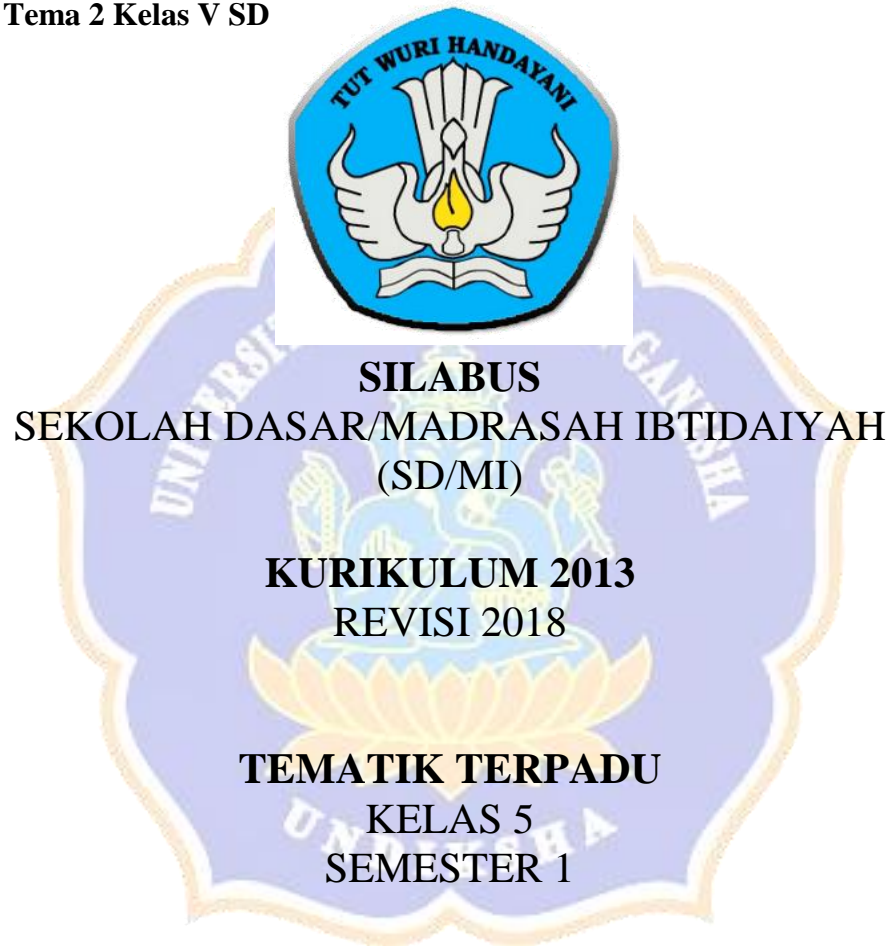 Tema 2 Kelas V SD
TUT WURI HANDAYANI
SILABUS
SEKOLAH DASAR/MADRASAH IBTIDAIYAH
(SD/MI)
KURIKULUM 2013
REVISI 2018
TEMATIK TERPADU
KELAS 5
SEMESTER 1
UNDIKSHA